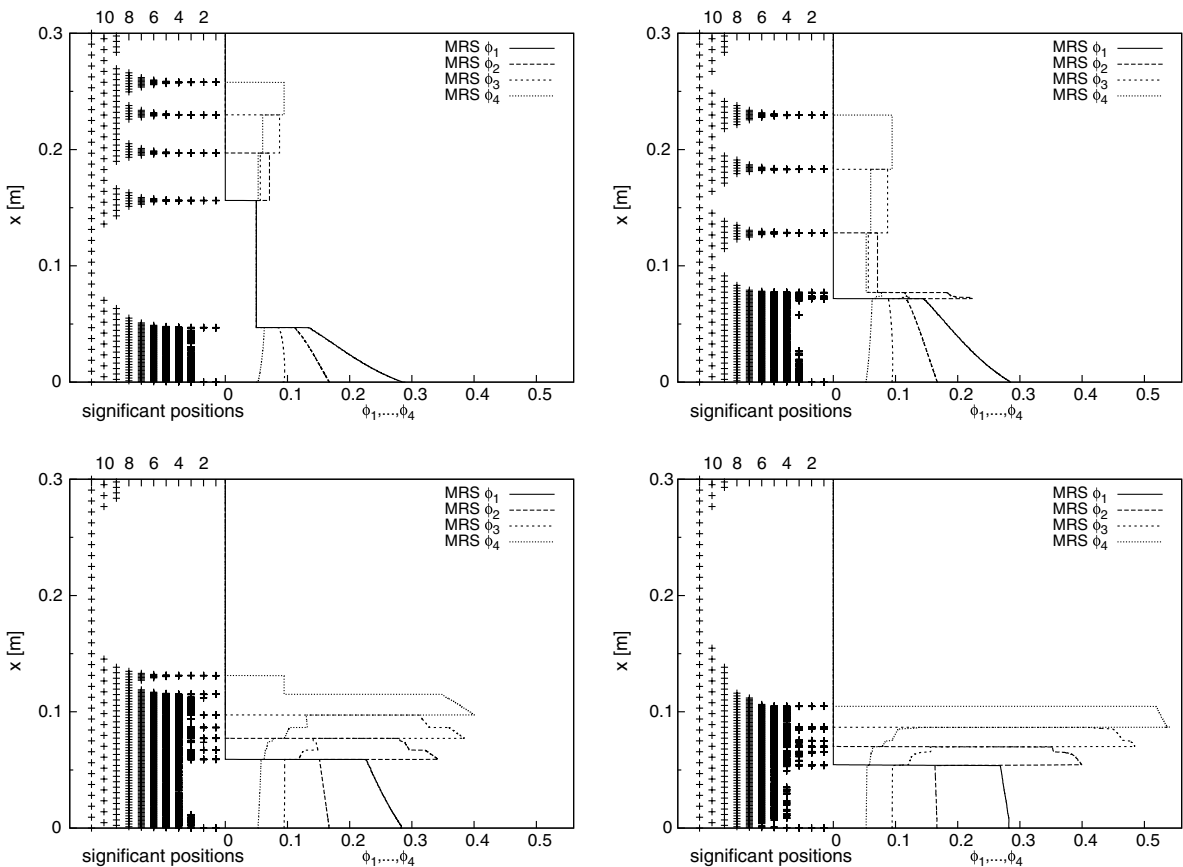 10 8 6 4 2
0.3
0.2
0.1
0
x [m]
MRS ϕ1
MRS ϕ2
MRS ϕ3
MRS ϕ4
0 0.1 0.2 0.3 0.4 0.5
significant positions
ϕ1,...,ϕ4
10 8 6 4 2
0.3
0.2
0.1
0
x [m]
MRS ϕ1
MRS ϕ2
MRS ϕ3
MRS ϕ4
0 0.1 0.2 0.3 0.4 0.5
significant positions
ϕ1,...,ϕ4
10 8 6 4 2
0.3
0.2
0.1
0
x [m]
MRS ϕ1
MRS ϕ2
MRS ϕ3
MRS ϕ4
0 0.1 0.2 0.3 0.4 0.5
significant positions
ϕ1,...,ϕ4
10 8 6 4 2
0.3
0.2
0.1
0
x [m]
MRS ϕ1
MRS ϕ2
MRS ϕ3
MRS ϕ4
0 0.1 0.2 0.3 0.4 0.5
significant positions
ϕ1,...,ϕ4